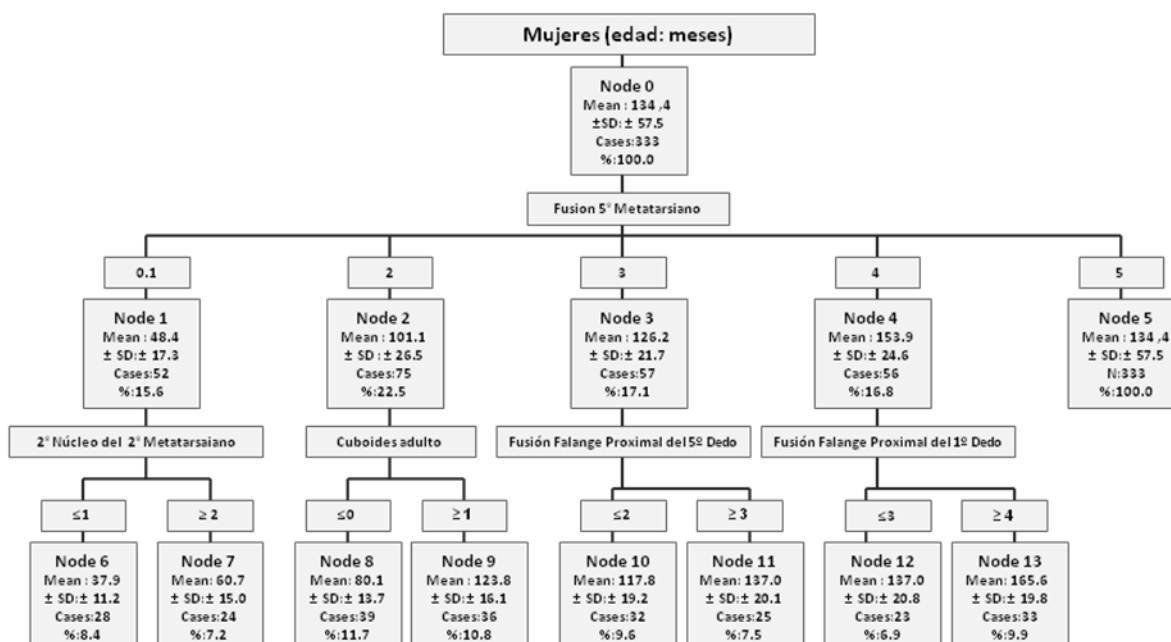 Mujeres (edad: meses)
Node 0
Mean : 134 ,4
±SD:± 57.5
Cases:333
%:100.0
Fusion 5° Metatarsiano
0.1
2
3
4
5
Node 1
Mean : 48.4
± SD:± 17.3
Cases:52
%:15.6
Node 2
Mean : 101.1
± SD :± 26.5
Cases:75
%:22.5
Node 3
Mean : 126.2
± SD:± 21.7
Cases:57
%:17.1
Node 4
Mean : 153.9
± SD:± 24.6
Cases:56
%:16.8
Node 5
Mean : 134 ,4
± SD:± 57.5
N:333
%:100.0
2° Núcleo del 2° Metatarsaiano
Cuboides adulto
Fusión Falange Proximal del 5º Dedo
Fusión Falange Proximal del 1º Dedo
≤1
≥ 2
≤0
≥ 1
≤2
≥ 3
≤3
≥ 4
Node 6
Mean : 37.9
± SD:± 11.2
Cases:28
%:8.4
Node 7
Mean : 60.7
± SD:± 15.0
Cases:24
%:7.2
Node 8
Mean : 80.1
± SD:± 13.7
Cases:39
%:11.7
Node 9
Mean : 123.8
± SD:± 16.1
Cases:36
%:10.8
Node 10
Mean : 117.8
± SD:± 19.2
Cases:32
%:9.6
Node 11
Mean : 137.0
± SD:± 20.1
Cases:25
%:7.5
Node 12
Mean : 137.0
± SD:± 20.8
Cases:23
%:6.9
Node 13
Mean : 165.6
± SD:± 19.8
Cases:33
%:9.9